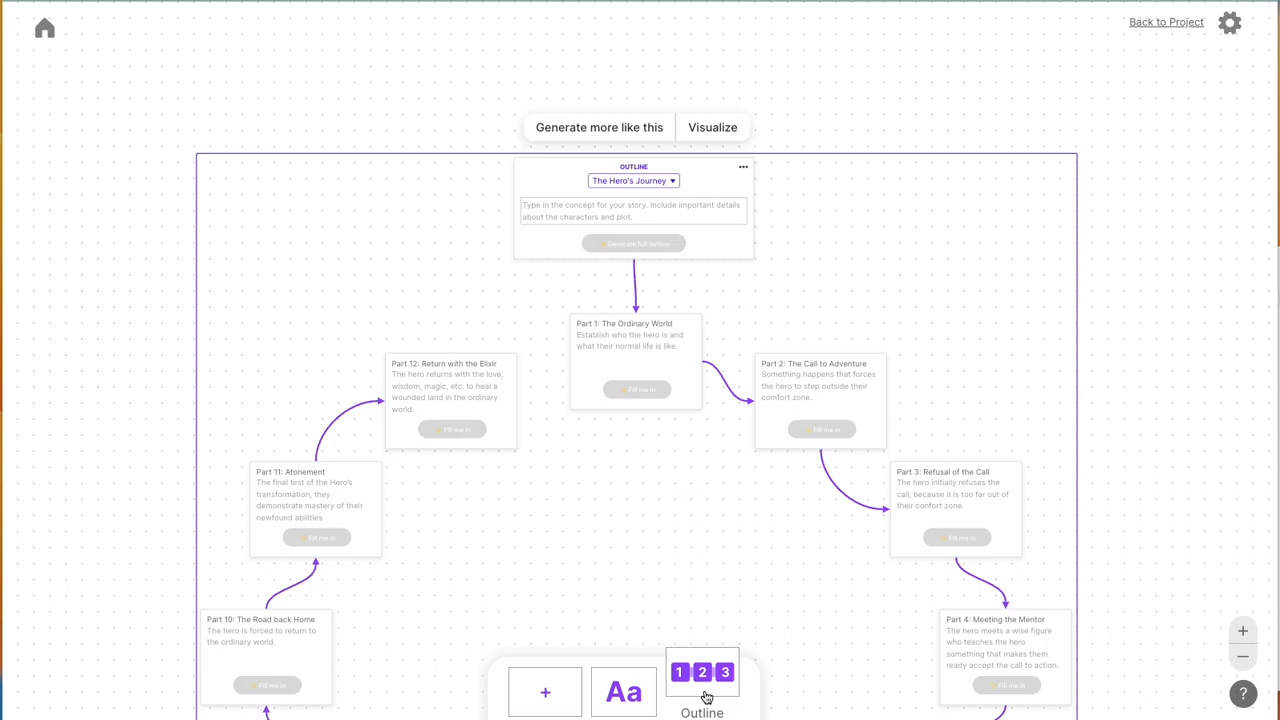 Back to Project
Generate more like this
Visualize
OUTLINE
The Hero's Journey
Type in the concept for your story. Include important details
about the characters and plot.
Generate full outline
Part 1: The Ordinary World
Establish who the hero is and
what their normal life is like.
Fill me in
Part 12: Return with the Elixir
The hero returns with the love,
wisdom, magic, etc. to heal a
wounded land in the ordinary
world.
Fill me in
Part 2: The Call to Adventure
Something happens that forces
the hero to step outside their
comfort zone.
Fill me in
Part 11: Atonement
The final test of the Hero's
transformation, they
demonstrate mastery of their
newfound abilities
Fill me in
Part 3: Refusal of the Call
The hero initially refuses the
call, because it is too far out of
their comfort zone.
Fill me in
Part 10: The Road back Home
The hero is forced to return to
the ordinary world.
Fill me in
Part 4: Meeting the Mentor
The hero meets a wise figure
who teaches the hero
something that makes them
ready accept the call to action.
Fill me in
+
Aa
1 2 3
Outline
+
−
?